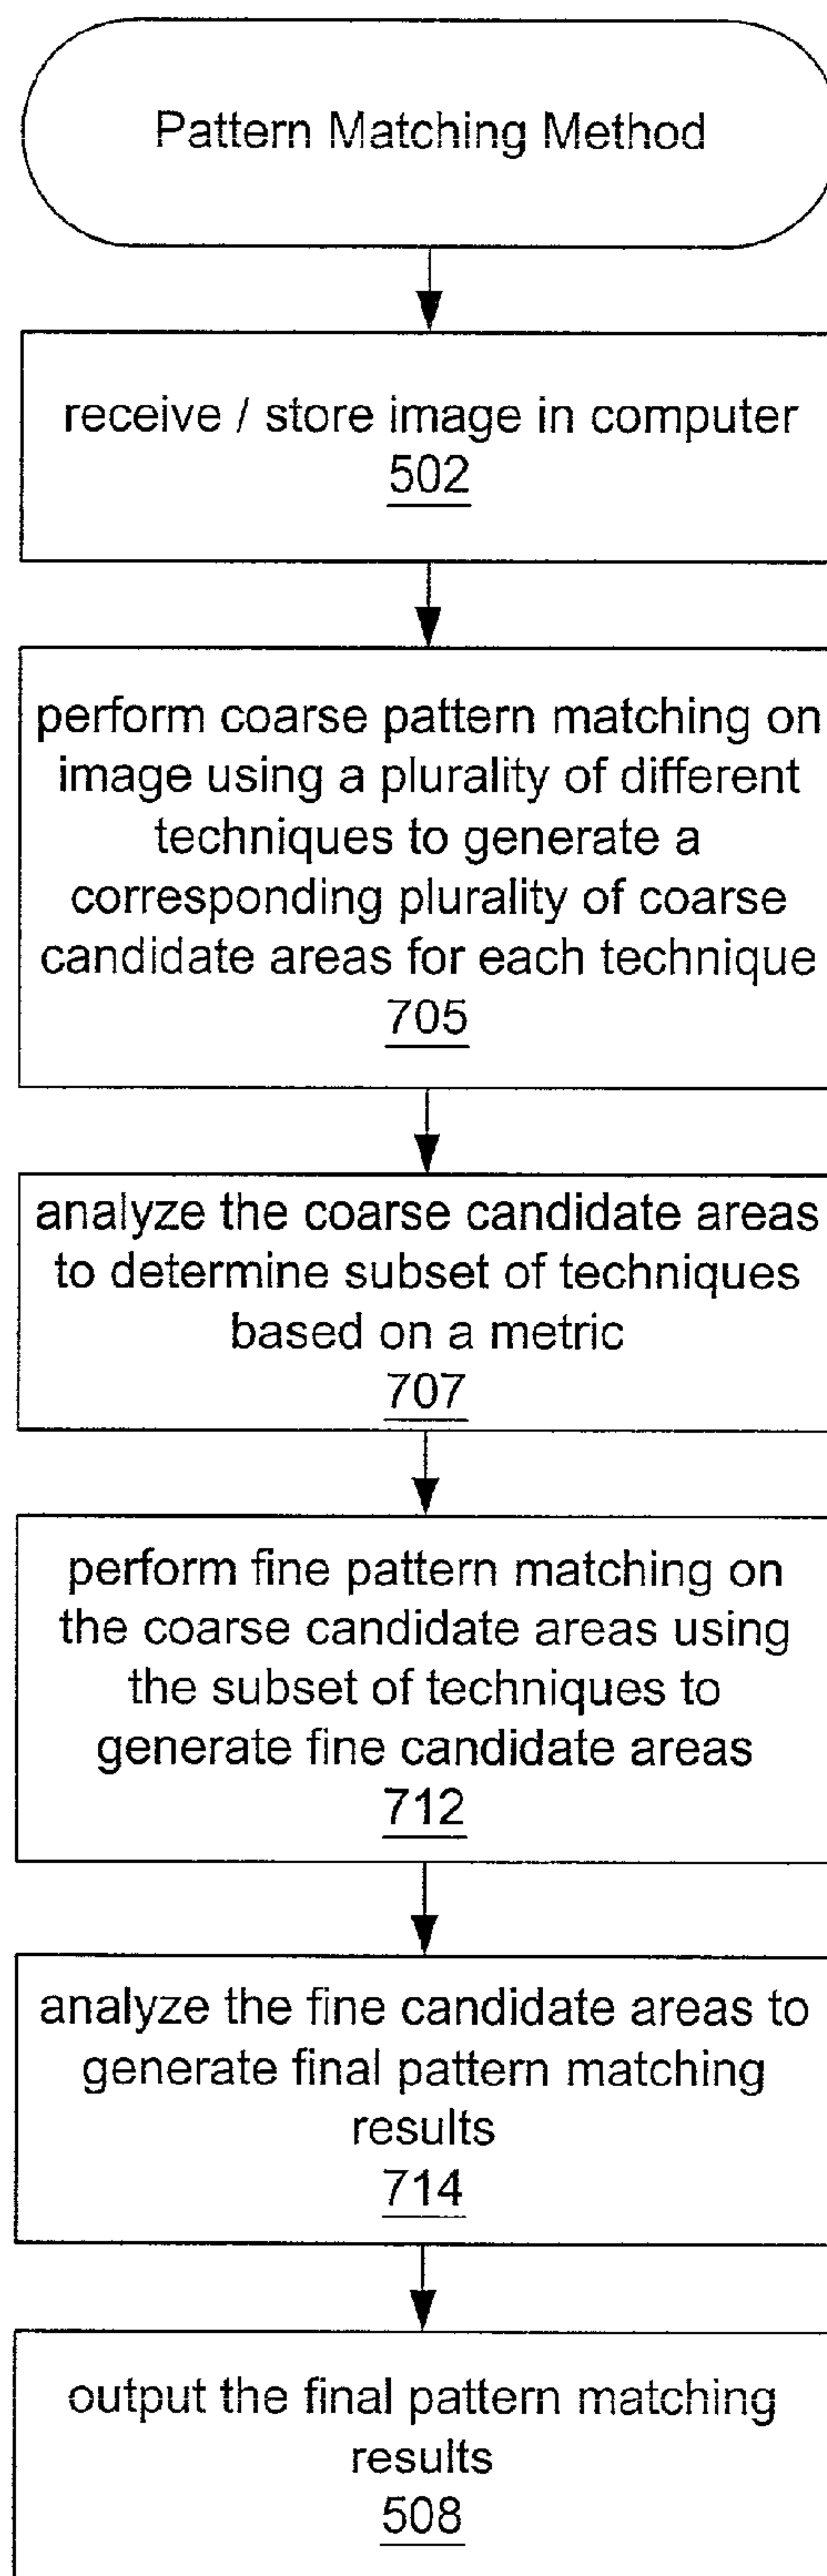 Pattern Matching Method
receive / store image in computer
502
perform coarse pattern matching on
image using a plurality of different
techniques to generate a
corresponding plurality of coarse
candidate areas for each technique
705
analyze the coarse candidate areas
to determine subset of techniques
based on a metric
707
perform fine pattern matching on
the coarse candidate areas using
the subset of techniques to
generate fine candidate areas
712
analyze the fine candidate areas to
generate final pattern matching
results
714
output the final pattern matching
results
508